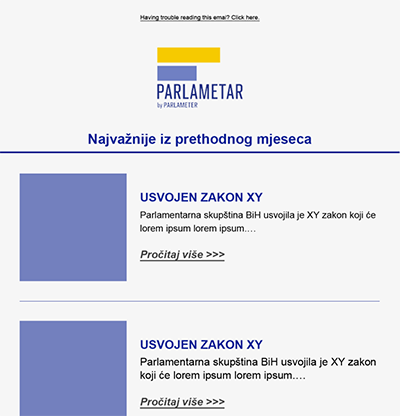 Having trouble reading this emai? Click here.
PARLAMETAR
by PARLAMETER
Najvažnije iz prethodnog mjeseca
USVOJEN ZAKON XY
Parlamentarna skupština BiH usvojila je XY zakon koji će
lorem ipsum lorem ipsum....
Pročitaj više >>>
USVOJEN ZAKON XY
Parlamentarna skupština BiH usvojila je XY zakon
koji će lorem ipsum lorem ipsum....
Pročitaj više >>>